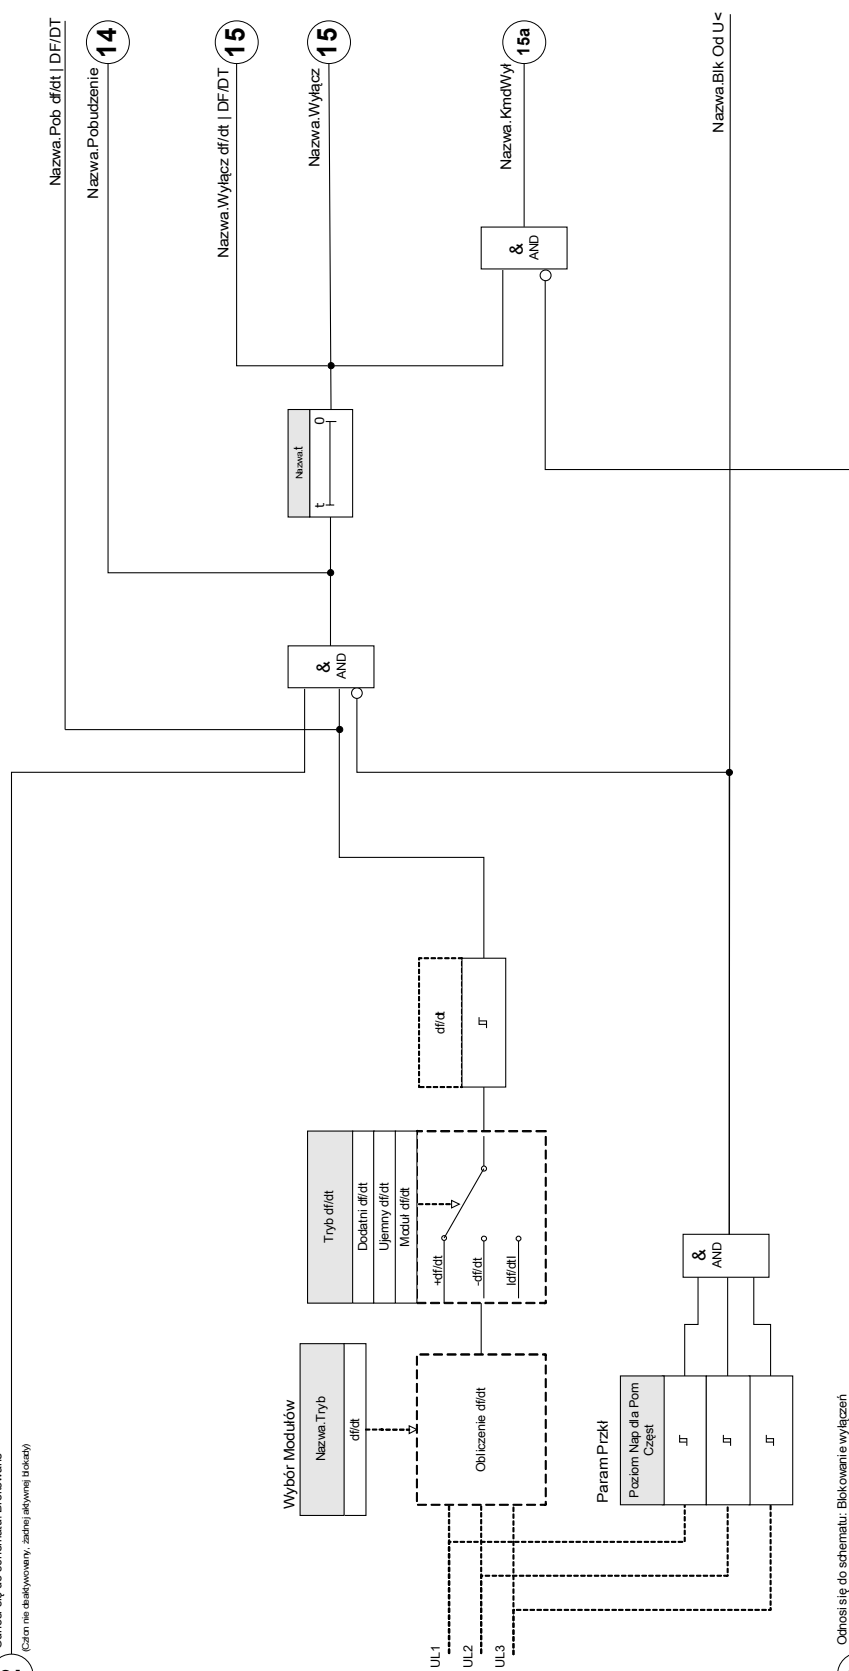 Nazwa.Pob df/dt | DF/DT
Nazwa.Pobudzenie
14
Nazwa.Wyłącz df/dt | DF/DT
15
Nazwa.Wyłącz
15
Nazwa.KmdWył
15a
Nazwa.Blk Od U<
&
AND
Nazwa.t
t
0
&
AND
(Człon nie deaktywowany, żadnej aktywnej blokady)
Wybór Modułów
Nazwa.Tryb
df/dt
Obliczenie df/dt
Tryb df/dt
Dodatni df/dt
Ujemny df/dt
Moduł df/dt
+df/dt
-df/dt
|df/dt|
df/dt
UL1
UL2
UL3
Param Przkł
Poziom Nap dla Pom
Częst
&
AND
Odnosi się do schematu: Blokowanie wyłączeń